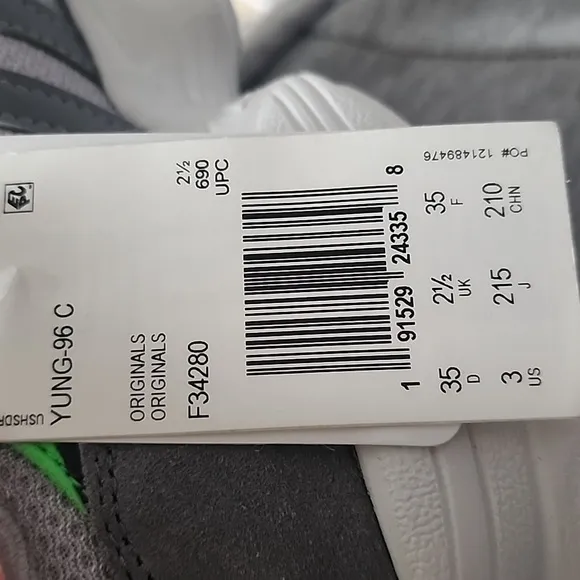 USHSDR
YUNG-96 C
ORIGINALS
ORIGINALS
F34280
2½
690
UPC
1 91529 24335 8
35 2½ 35
D UK F
3 215 210
US J CHN
PO# 121489476